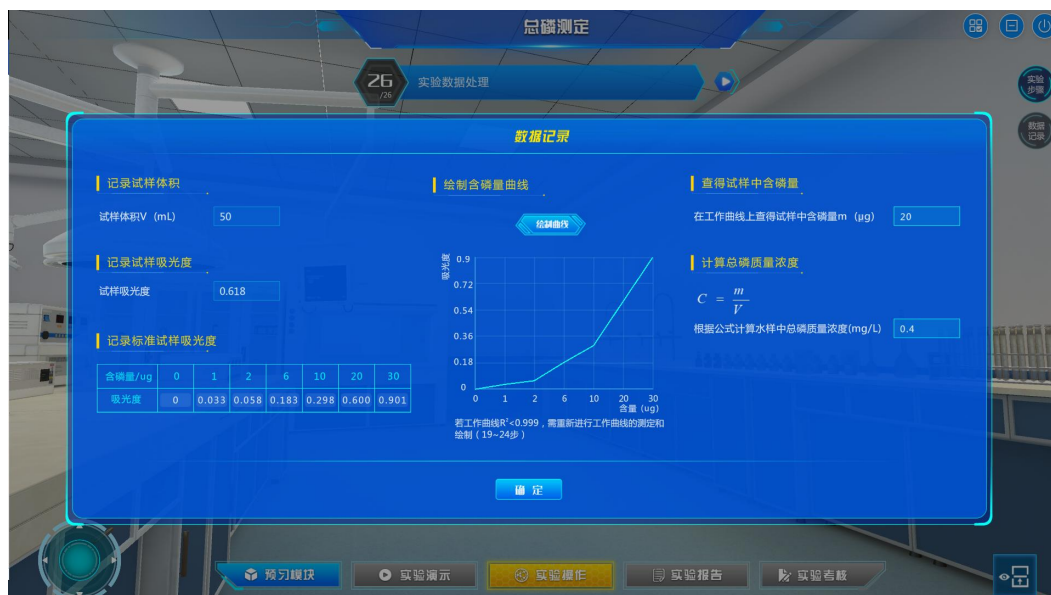 总磷测定
26
/26
实验数据处理
实验
步骤
数据
记录
数据记录
记录试样体积
试样体积V (mL) 50
记录试样吸光度
试样吸光度 0.618
记录标准试样吸光度
含磷量/ug 0 1 2 6 10 20 30
吸光度 0 0.033 0.058 0.183 0.298 0.600 0.901
绘制含磷量曲线
绘制曲线
吸光度
0.9
0.72
0.54
0.36
0.18
0
0 1 2 6 10 20 30
含量 (ug)
若工作曲线R²<0.999，需重新进行工作曲线的测定和
绘制（19~24步）
查得试样中含磷量
在工作曲线上查得试样中含磷量m (μg) 20
计算总磷质量浓度
C = m/V
根据公式计算水样中总磷质量浓度(mg/L) 0.4
确 定
预习模块
实验演示
实验操作
实验报告
实验考核